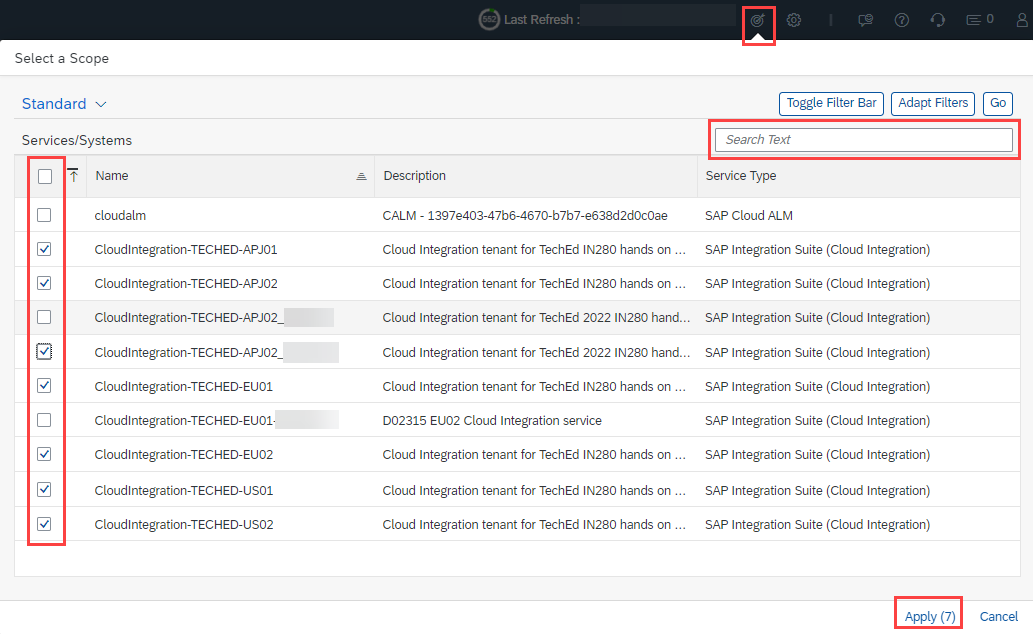 552 Last Refresh : 0
Select a Scope
Standard
Toggle Filter Bar Adapt Filters Go
Services/Systems Search Text
Name Description Service Type
cloudalm CALM - 1397e403-47b6-4670-b7b7-e638d2d0c0ae SAP Cloud ALM
CloudIntegration-TECHED-APJ01 Cloud Integration tenant for TechEd IN280 hands on ... SAP Integration Suite (Cloud Integration)
CloudIntegration-TECHED-APJ02 Cloud Integration tenant for TechEd IN280 hands on ... SAP Integration Suite (Cloud Integration)
CloudIntegration-TECHED-APJ02_ Cloud Integration tenant for TechEd 2022 IN280 hand... SAP Integration Suite (Cloud Integration)
CloudIntegration-TECHED-APJ02_ Cloud Integration tenant for TechEd 2022 IN280 hand... SAP Integration Suite (Cloud Integration)
CloudIntegration-TECHED-EU01 Cloud Integration tenant for TechEd IN280 hands on ... SAP Integration Suite (Cloud Integration)
CloudIntegration-TECHED-EU01- D02315 EU02 Cloud Integration service SAP Integration Suite (Cloud Integration)
CloudIntegration-TECHED-EU02 Cloud Integration tenant for TechEd IN280 hands on ... SAP Integration Suite (Cloud Integration)
CloudIntegration-TECHED-US01 Cloud Integration tenant for TechEd IN280 hands on ... SAP Integration Suite (Cloud Integration)
CloudIntegration-TECHED-US02 Cloud Integration tenant for TechEd IN280 hands on ... SAP Integration Suite (Cloud Integration)
Apply (7) Cancel